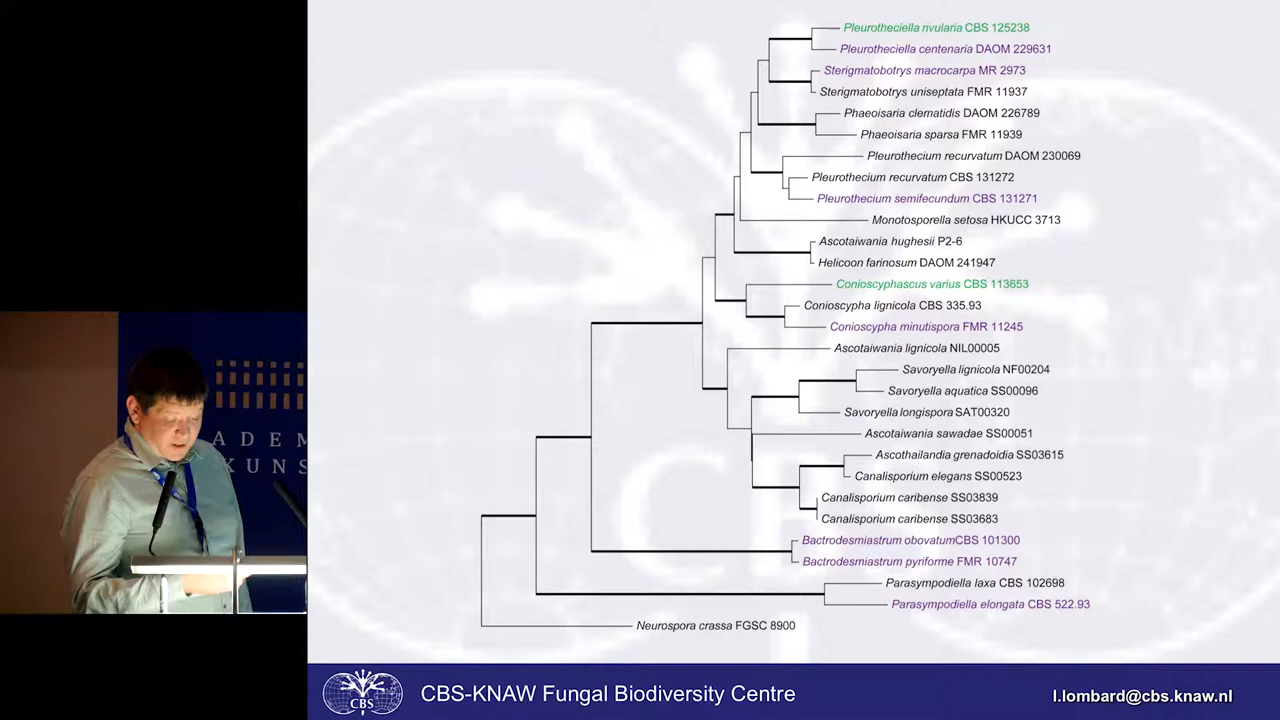 Pleurotheciella rivularia CBS 125238
Pleurotheciella centenaria DAOM 229631
Sterigmatobotrys macrocarpa MR 2973
Sterigmatobotrys uniseptata FMR 11937
Phaeoisaria clematidis DAOM 226789
Phaeoisaria sparsa FMR 11939
Pleurothecium recurvatum DAOM 230069
Pleurothecium recurvatum CBS 131272
Pleurothecium semifecundum CBS 131271
Monotosporella setosa HKUCC 3713
Ascotaiwania hughesii P2-6
Helicoon farinosum DAOM 241947
Conioscyphascus varius CBS 113653
Conioscypha lignicola CBS 335.93
Conioscypha minutispora FMR 11245
Ascotaiwania lignicola NIL00005
Savoryella lignicola NF00204
Savoryella aquatica SS00096
Savoryella longispora SAT00320
Ascotaiwania sawadae SS00051
Ascothailandia grenadoidia SS03615
Canalisporium elegans SS00523
Canalisporium caribense SS03839
Canalisporium caribense SS03683
Bactrodesmiastrum obovatumCBS 101300
Bactrodesmiastrum pyriforme FMR 10747
Parasympodiella laxa CBS 102698
Parasympodiella elongata CBS 522.93
Neurospora crassa FGSC 8900
ADEM
KUNS
CBS
CBS-KNAW Fungal Biodiversity Centre
l.lombard@cbs.knaw.nl